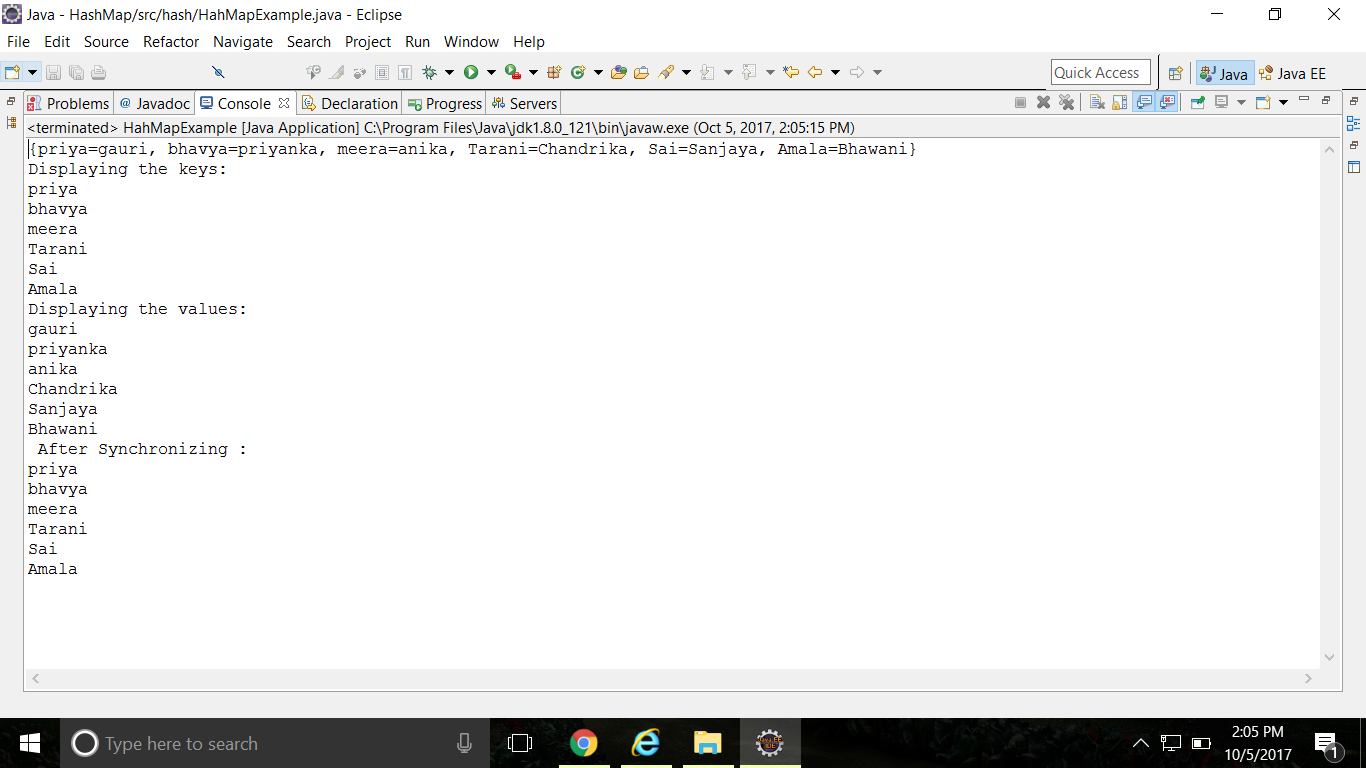 Java - HashMap/src/hash/HahMapExample.java - Eclipse
File Edit Source Refactor Navigate Search Project Run Window Help
Quick Access Java Java EE
Problems @ Javadoc Console Declaration Progress Servers
<terminated> HahMapExample [Java Application] C:\Program Files\Java\jdk1.8.0_121\bin\javaw.exe (Oct 5, 2017, 2:05:15 PM)
{priya=gauri, bhavya=priyanka, meera=anika, Tarani=Chandrika, Sai=Sanjaya, Amala=Bhawani}
Displaying the keys:
priya
bhavya
meera
Tarani
Sai
Amala
Displaying the values:
gauri
priyanka
anika
Chandrika
Sanjaya
Bhawani
After Synchronizing :
priya
bhavya
meera
Tarani
Sai
Amala
Type here to search
2:05 PM
10/5/2017
1